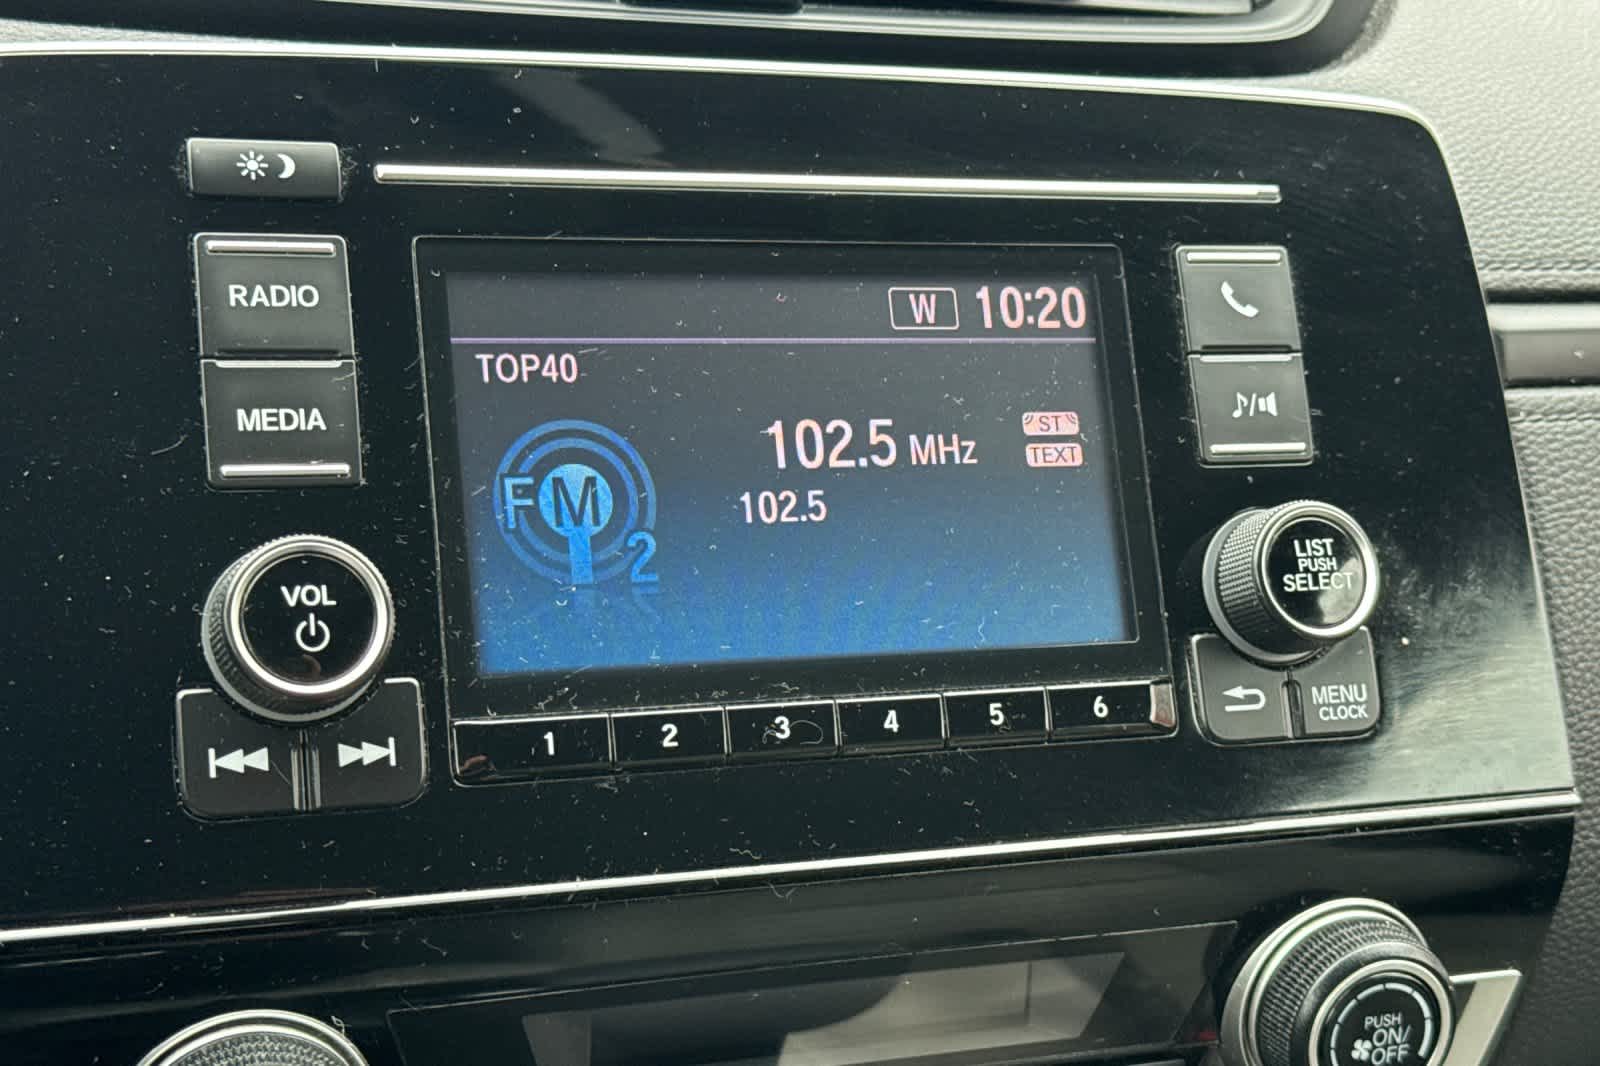 RADIO
MEDIA
VOL
W 10:20
TOP40
102.5 MHz
ST
TEXT
102.5
FM
2
1 2 3 4 5 6
LIST
PUSH
SELECT
MENU
CLOCK
PUSH
ON/
OFF